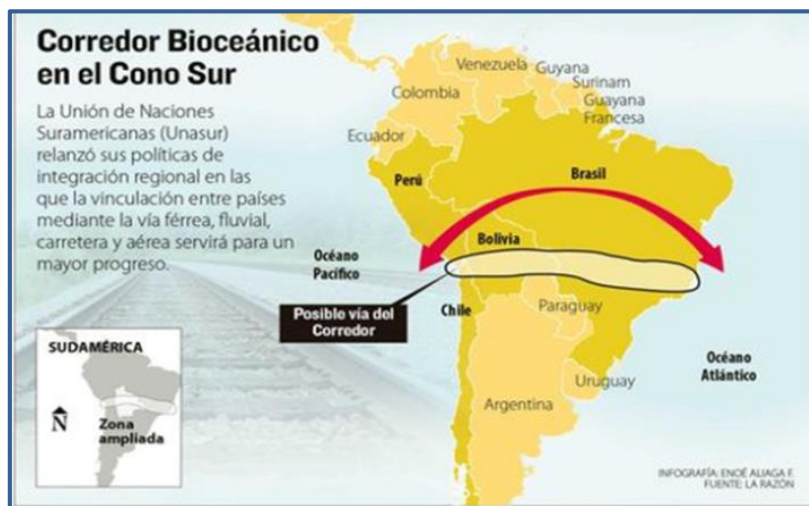 Corredor Bioceánico
en el Cono Sur
La Unión de Naciones
Suramericanas (Unasur)
relanzó sus políticas de
integración regional en las
que la vinculación entre países
mediante la vía férrea, fluvial,
carretera y aérea servirá para un
mayor progreso.
Venezuela
Guyana
Surinam
Guayana
Francesa
Colombia
Ecuador
Perú
Brasil
Bolivia
Océano
Pacífico
Posible vía del
Corredor
Chile
Paraguay
Uruguay
Argentina
Océano
Atlántico
SUDAMÉRICA
N
Zona
ampliada
INFOGRAFÍA: ENOÉ ALIAGA F.
FUENTE: LA RAZÓN